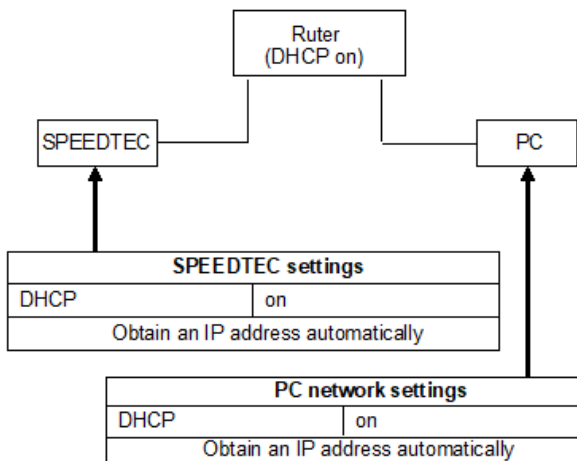 Ruter
(DHCP on)
SPEEDTEC
PC
SPEEDTEC settings
DHCP on
Obtain an IP address automatically
PC network settings
DHCP on
Obtain an IP address automatically